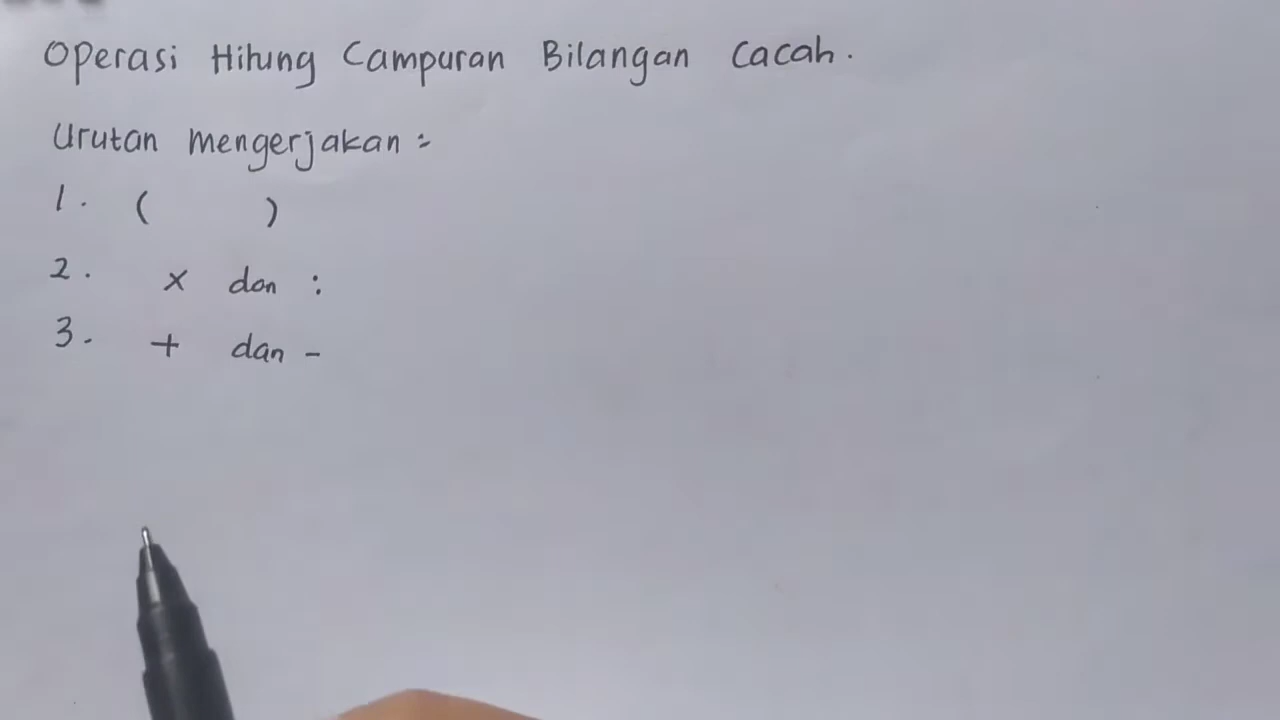 Operasi Hitung Campuran Bilangan Cacah.
Urutan mengerjakan :
1. ( )
2. x dan :
3. + dan -